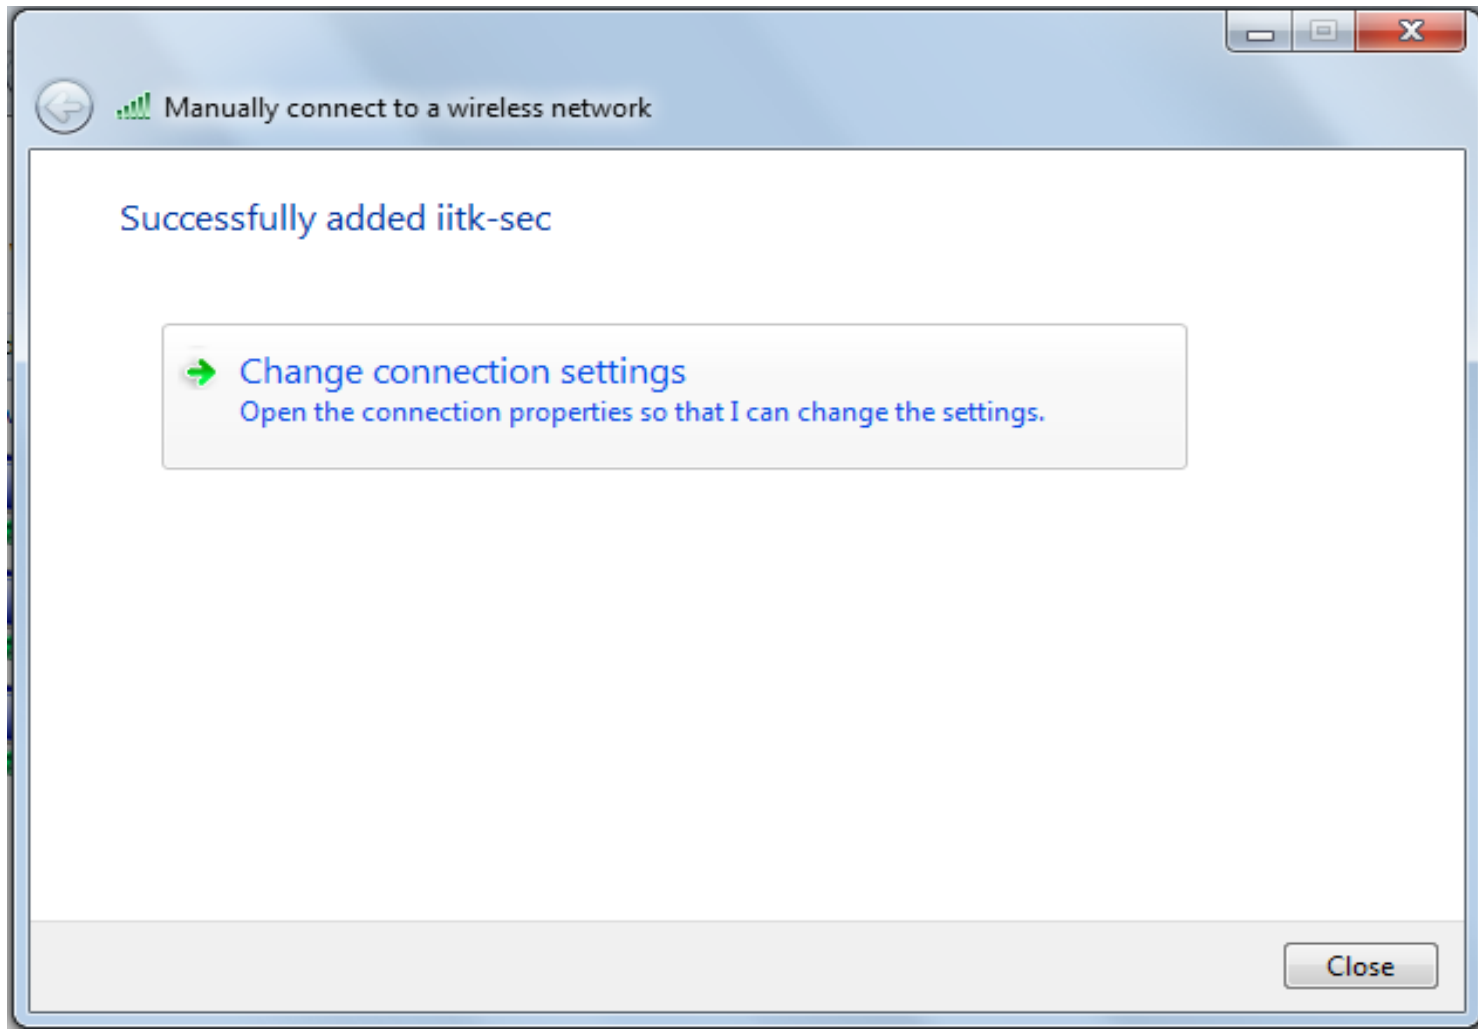 Manually connect to a wireless network
Successfully added iitk-sec
Change connection settings
Open the connection properties so that I can change the settings.
Close